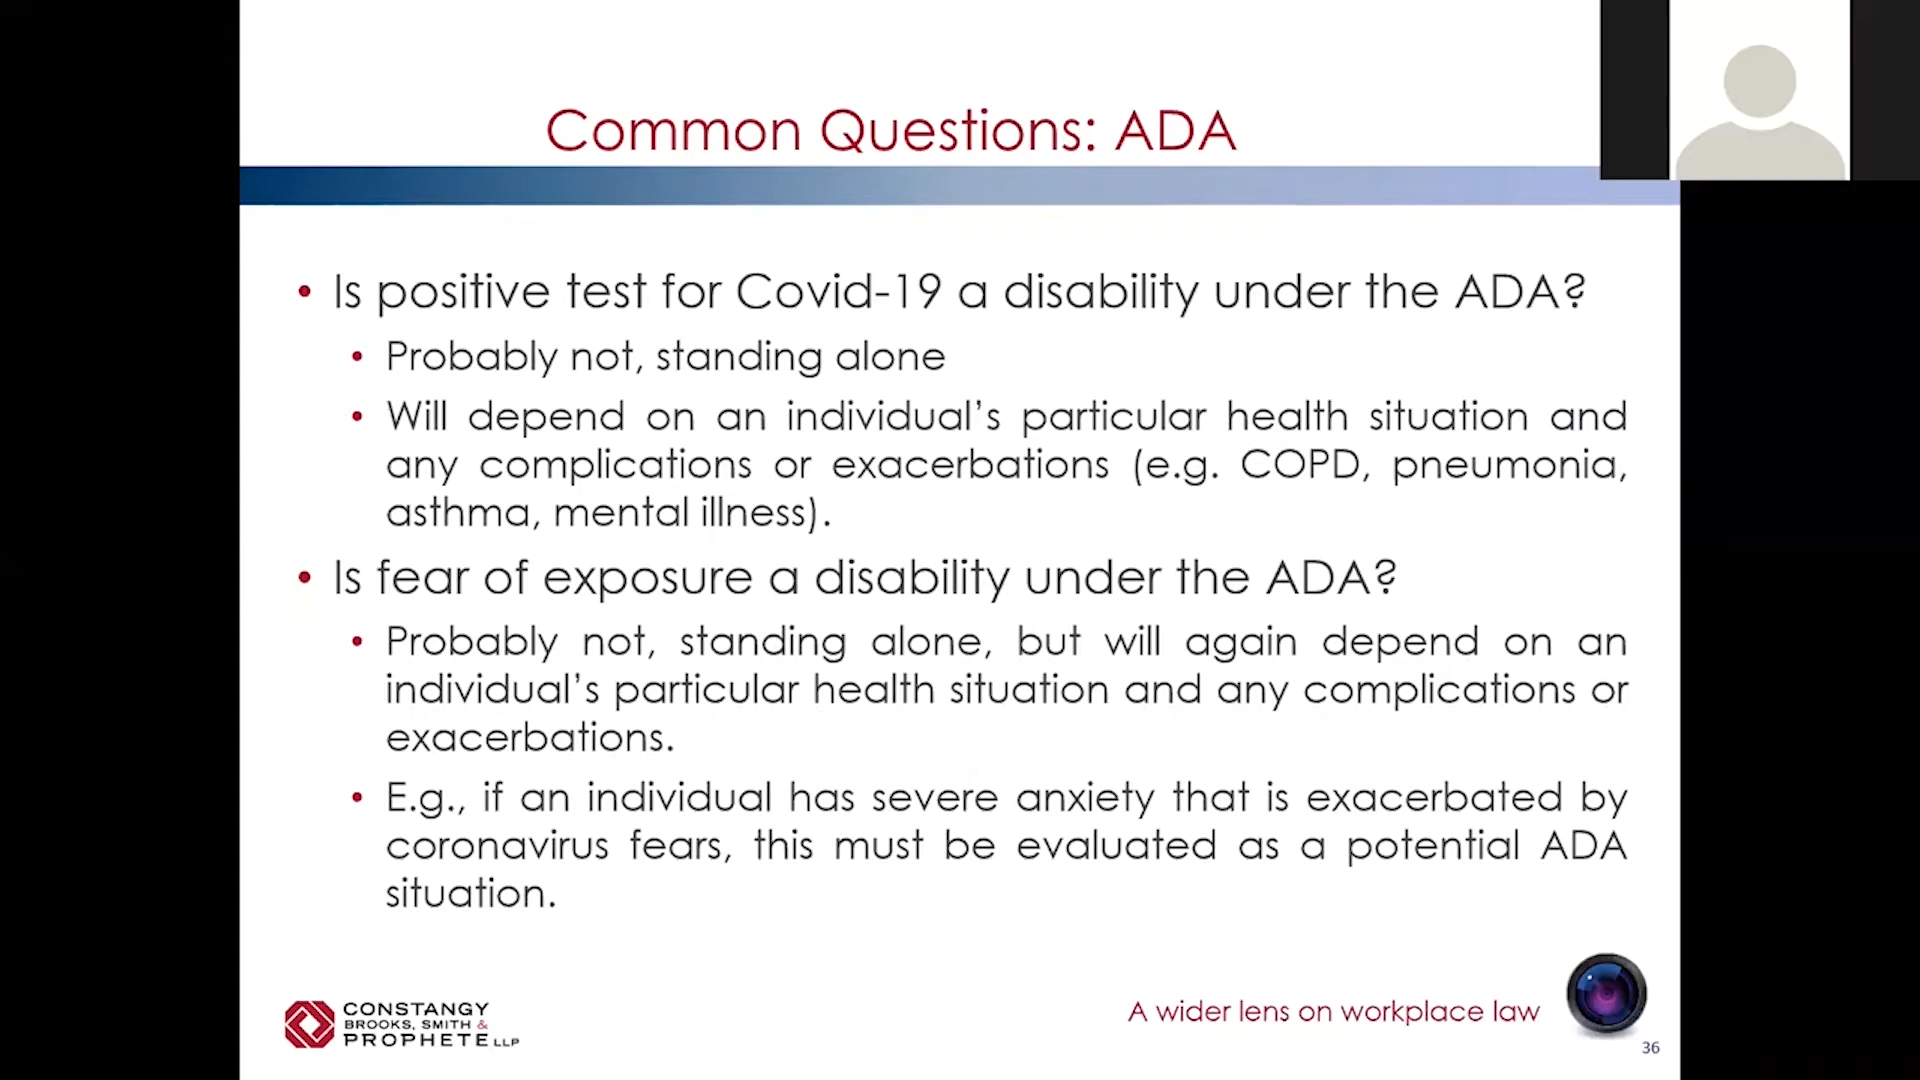 Common Questions: ADA
• Is positive test for Covid-19 a disability under the ADA?
• Probably not, standing alone
• Will depend on an individual’s particular health situation and
any complications or exacerbations (e.g. COPD, pneumonia,
asthma, mental illness).
• Is fear of exposure a disability under the ADA?
• Probably not, standing alone, but will again depend on an
individual’s particular health situation and any complications or
exacerbations.
• E.g., if an individual has severe anxiety that is exacerbated by
coronavirus fears, this must be evaluated as a potential ADA
situation.
CONSTANGY
BROOKS, SMITH &
PROPHETE LLP
A wider lens on workplace law
36